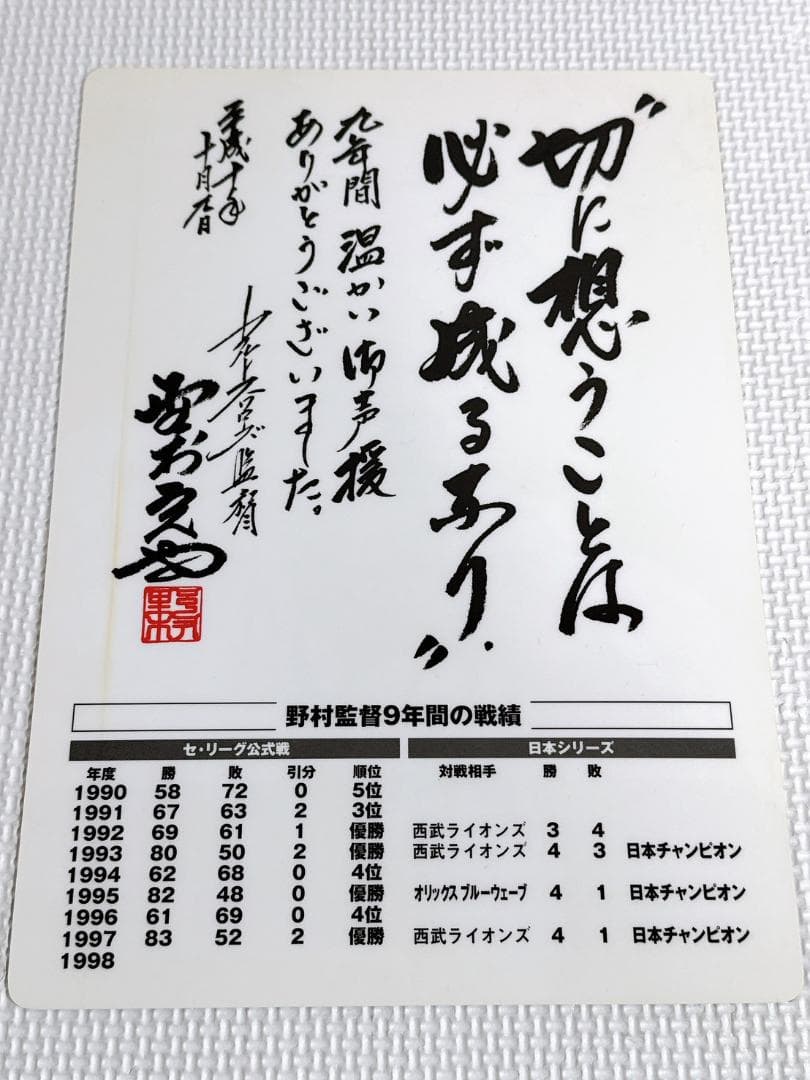 “切に想うことは
必ず成るなり”
九年間 温かい御声援
ありがとうございました。
平成十年
十月
ヤクルトスワローズ監督
野村克也
野村監督9年間の戦績
セ・リーグ公式戦 日本シリーズ
年度 勝 敗 引分 順位 対戦相手 勝 敗
1990 58 72 0 5位
1991 67 63 2 3位
1992 69 61 1 優勝 西武ライオンズ 3 4
1993 80 50 2 優勝 西武ライオンズ 4 3 日本チャンピオン
1994 62 68 0 4位
1995 82 48 0 優勝 オリックスブルーウェーブ 4 1 日本チャンピオン
1996 61 69 0 4位
1997 83 52 2 優勝 西武ライオンズ 4 1 日本チャンピオン
1998